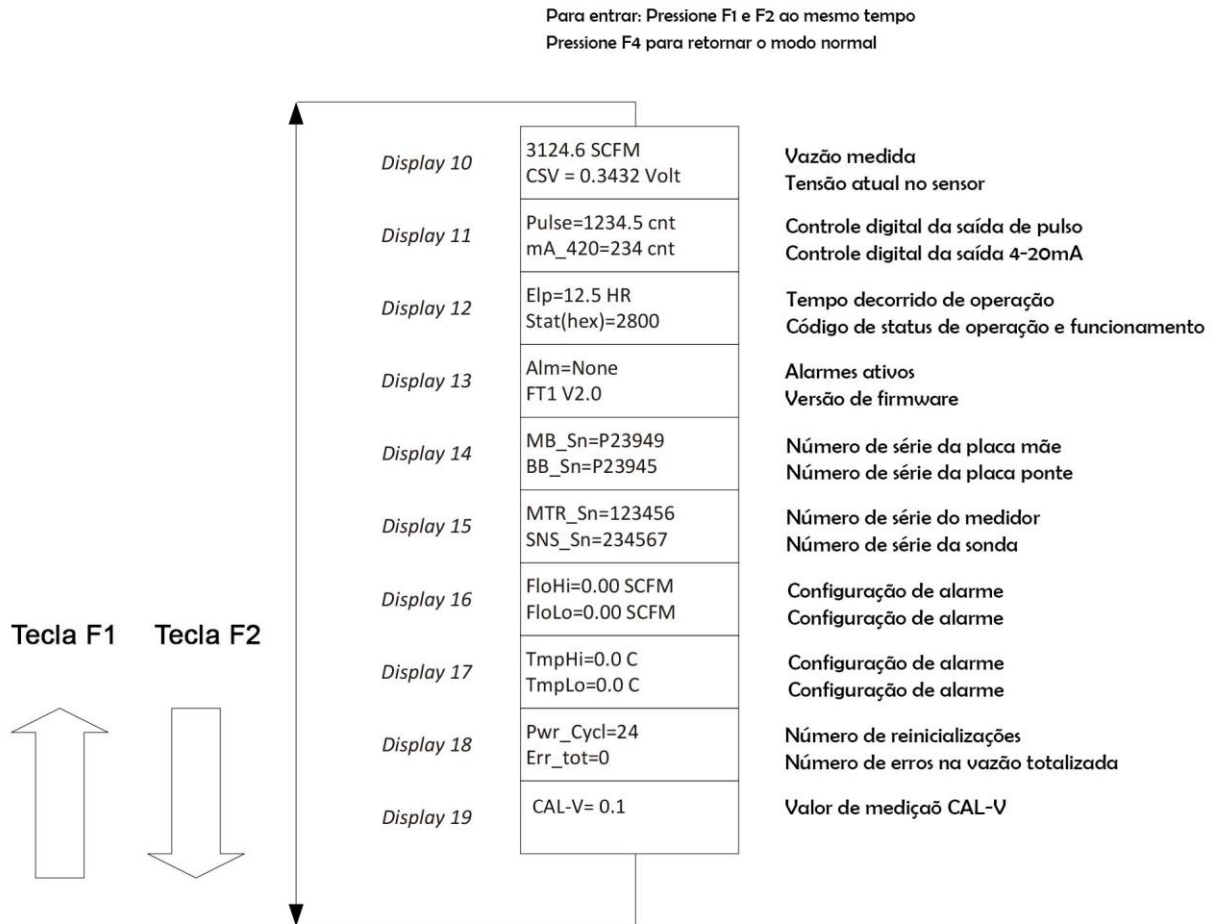 Para entrar: Pressione F1 e F2 ao mesmo tempo
Pressione F4 para retornar o modo normal
Display 10
3124.6 SCFM
CSV = 0.3432 Volt
Vazão medida
Tensão atual no sensor
Display 11
Pulse=1234.5 cnt
mA_420=234 cnt
Controle digital da saída de pulso
Controle digital da saída 4-20mA
Display 12
Elp=12.5 HR
Stat(hex)=2800
Tempo decorrido de operação
Código de status de operação e funcionamento
Display 13
Alm=None
FT1 V2.0
Alarmes ativos
Versão de firmware
Display 14
MB_Sn=P23949
BB_Sn=P23945
Número de série da placa mãe
Número de série da placa ponte
Display 15
MTR_Sn=123456
SNS_Sn=234567
Número de série do medidor
Número de série da sonda
Display 16
FloHi=0.00 SCFM
FloLo=0.00 SCFM
Configuração de alarme
Configuração de alarme
Tecla F1
Tecla F2
Display 17
TmpHi=0.0 C
TmpLo=0.0 C
Configuração de alarme
Configuração de alarme
Display 18
Pwr_Cycl=24
Err_tot=0
Número de reinicializações
Número de erros na vazão totalizada
Display 19
CAL-V= 0.1
Valor de mediçaõ CAL-V